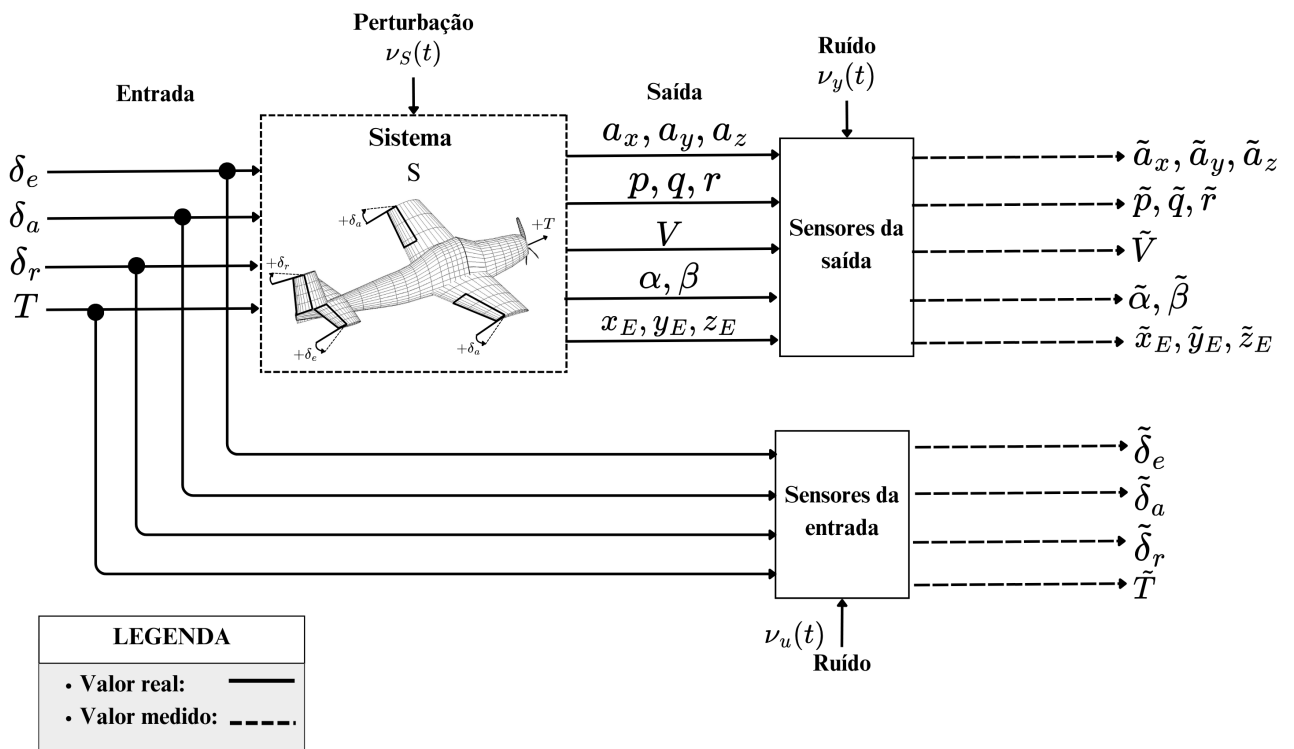 Perturbação
ν_S(t)
Ruído
ν_y(t)
Entrada
Saída
Sistema
S
δ_e
δ_a
δ_r
T
+δ_a
+T
+δ_r
+δ_e
+δ_a
a_x, a_y, a_z
p, q, r
V
α, β
x_E, y_E, z_E
Sensores da
saída
ã_x, ã_y, ã_z
p̃, q̃, r̃
Ṽ
α̃, β̃
x̃_E, ỹ_E, z̃_E
Sensores da
entrada
δ̃_e
δ̃_a
δ̃_r
T̃
ν_u(t)
Ruído
LEGENDA
• Valor real:
• Valor medido: